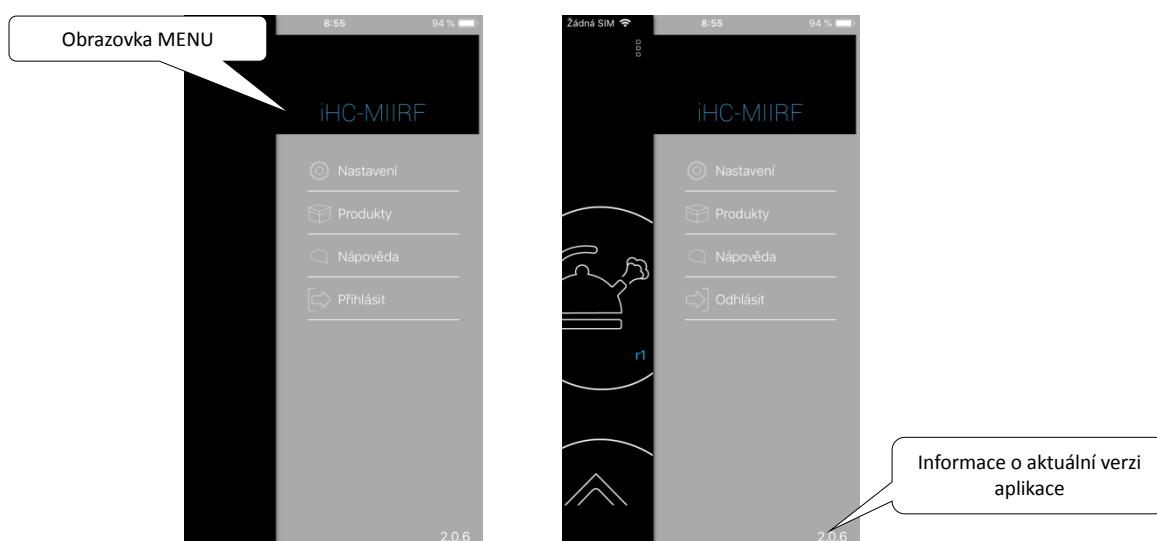 Obrazovka MENU
8:55
94 %
iHC-MIIRF
Nastavení
Produkty
Nápověda
Přihlásit
2.0.6
Žádná SIM
8:55
94 %
iHC-MIIRF
Nastavení
Produkty
Nápověda
Odhlásit
r1
2.0.6
Informace o aktuální verzi
aplikace